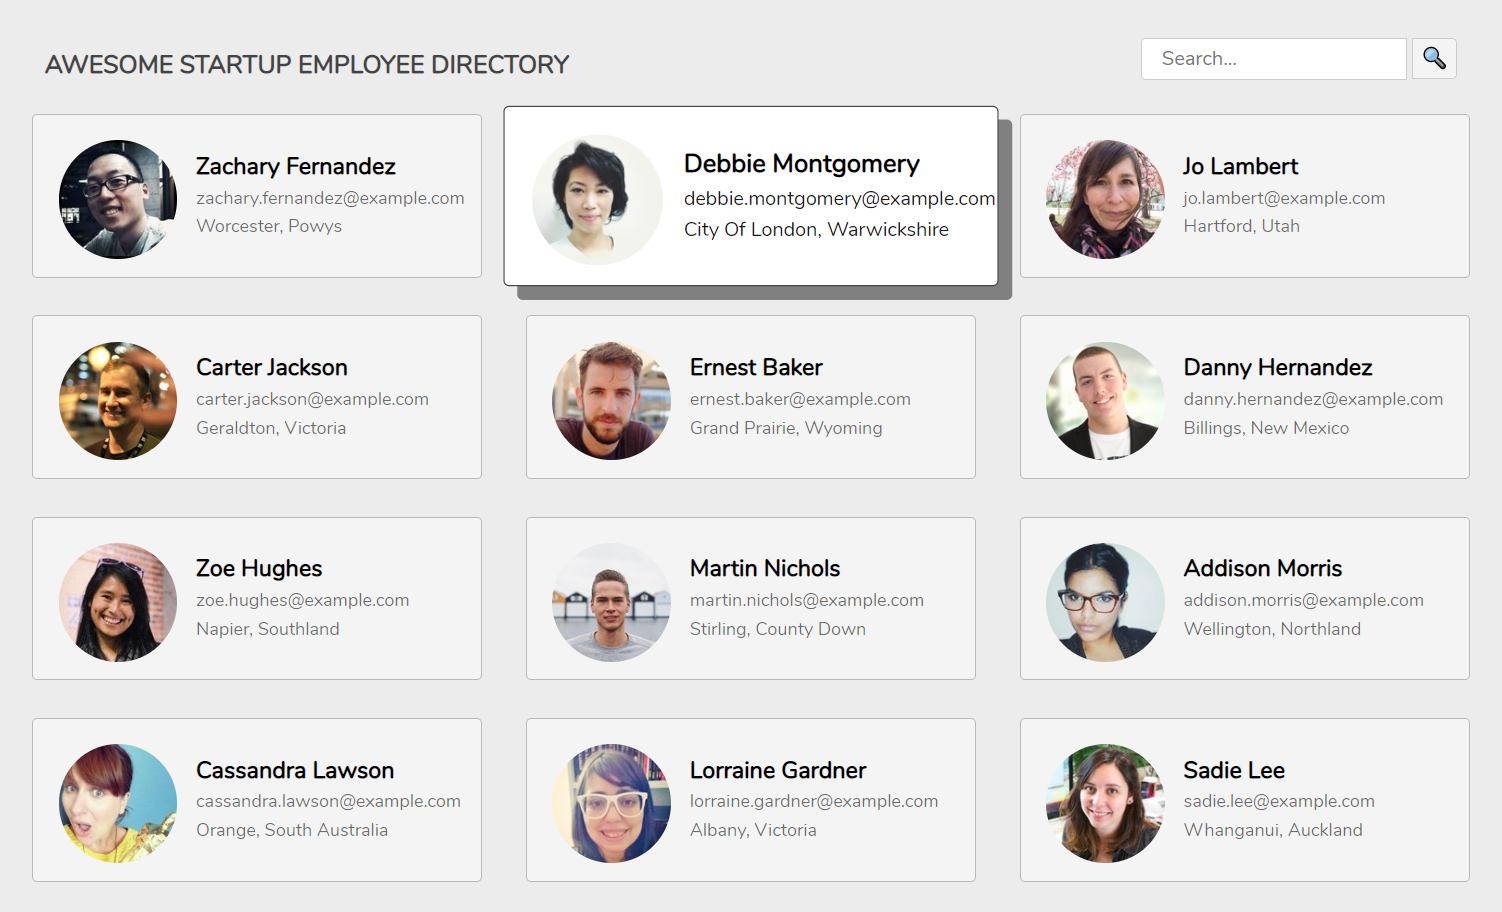 AWESOME STARTUP EMPLOYEE DIRECTORY
Search...
Zachary Fernandez
zachary.fernandez@example.com
Worcester, Powys
Debbie Montgomery
debbie.montgomery@example.com
City Of London, Warwickshire
Jo Lambert
jo.lambert@example.com
Hartford, Utah
Carter Jackson
carter.jackson@example.com
Geraldton, Victoria
Ernest Baker
ernest.baker@example.com
Grand Prairie, Wyoming
Danny Hernandez
danny.hernandez@example.com
Billings, New Mexico
Zoe Hughes
zoe.hughes@example.com
Napier, Southland
Martin Nichols
martin.nichols@example.com
Stirling, County Down
Addison Morris
addison.morris@example.com
Wellington, Northland
Cassandra Lawson
cassandra.lawson@example.com
Orange, South Australia
Lorraine Gardner
lorraine.gardner@example.com
Albany, Victoria
Sadie Lee
sadie.lee@example.com
Whanganui, Auckland